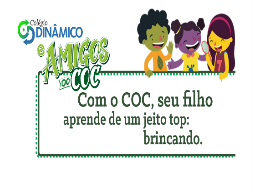 Colégio
DINÂMICO
e
AMIGOS
do
COC
Com o COC, seu filho
aprende de um jeito top:
brincando.